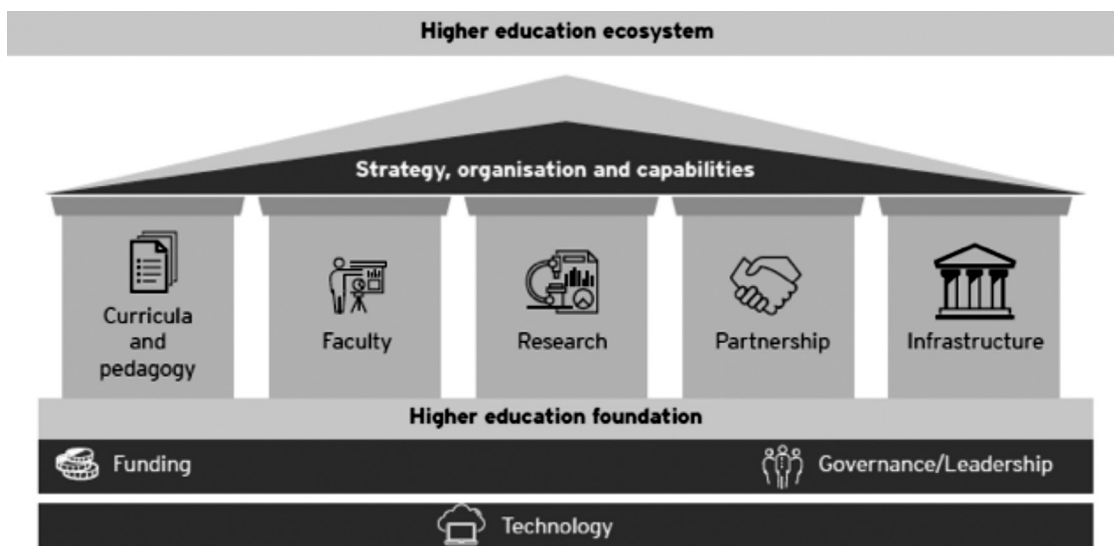 Higher education ecosystem
Strategy, organisation and capabilities
Curricula
and
pedagogy
Faculty
Research
Partnership
Infrastructure
Higher education foundation
Funding
Governance/Leadership
Technology